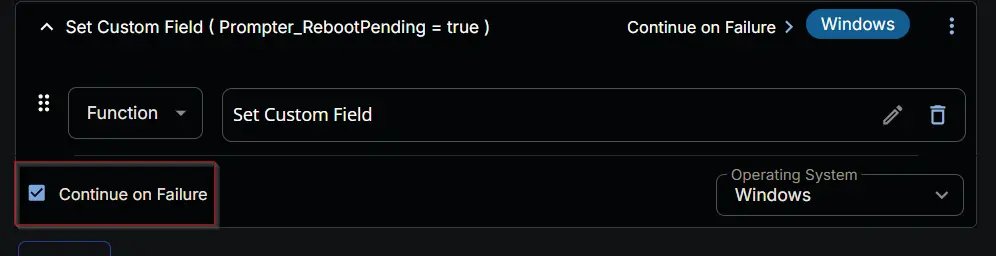 Set Custom Field ( Prompter_RebootPending = true ) Continue on Failure > Windows
Function Set Custom Field
Operating System
Continue on Failure Windows